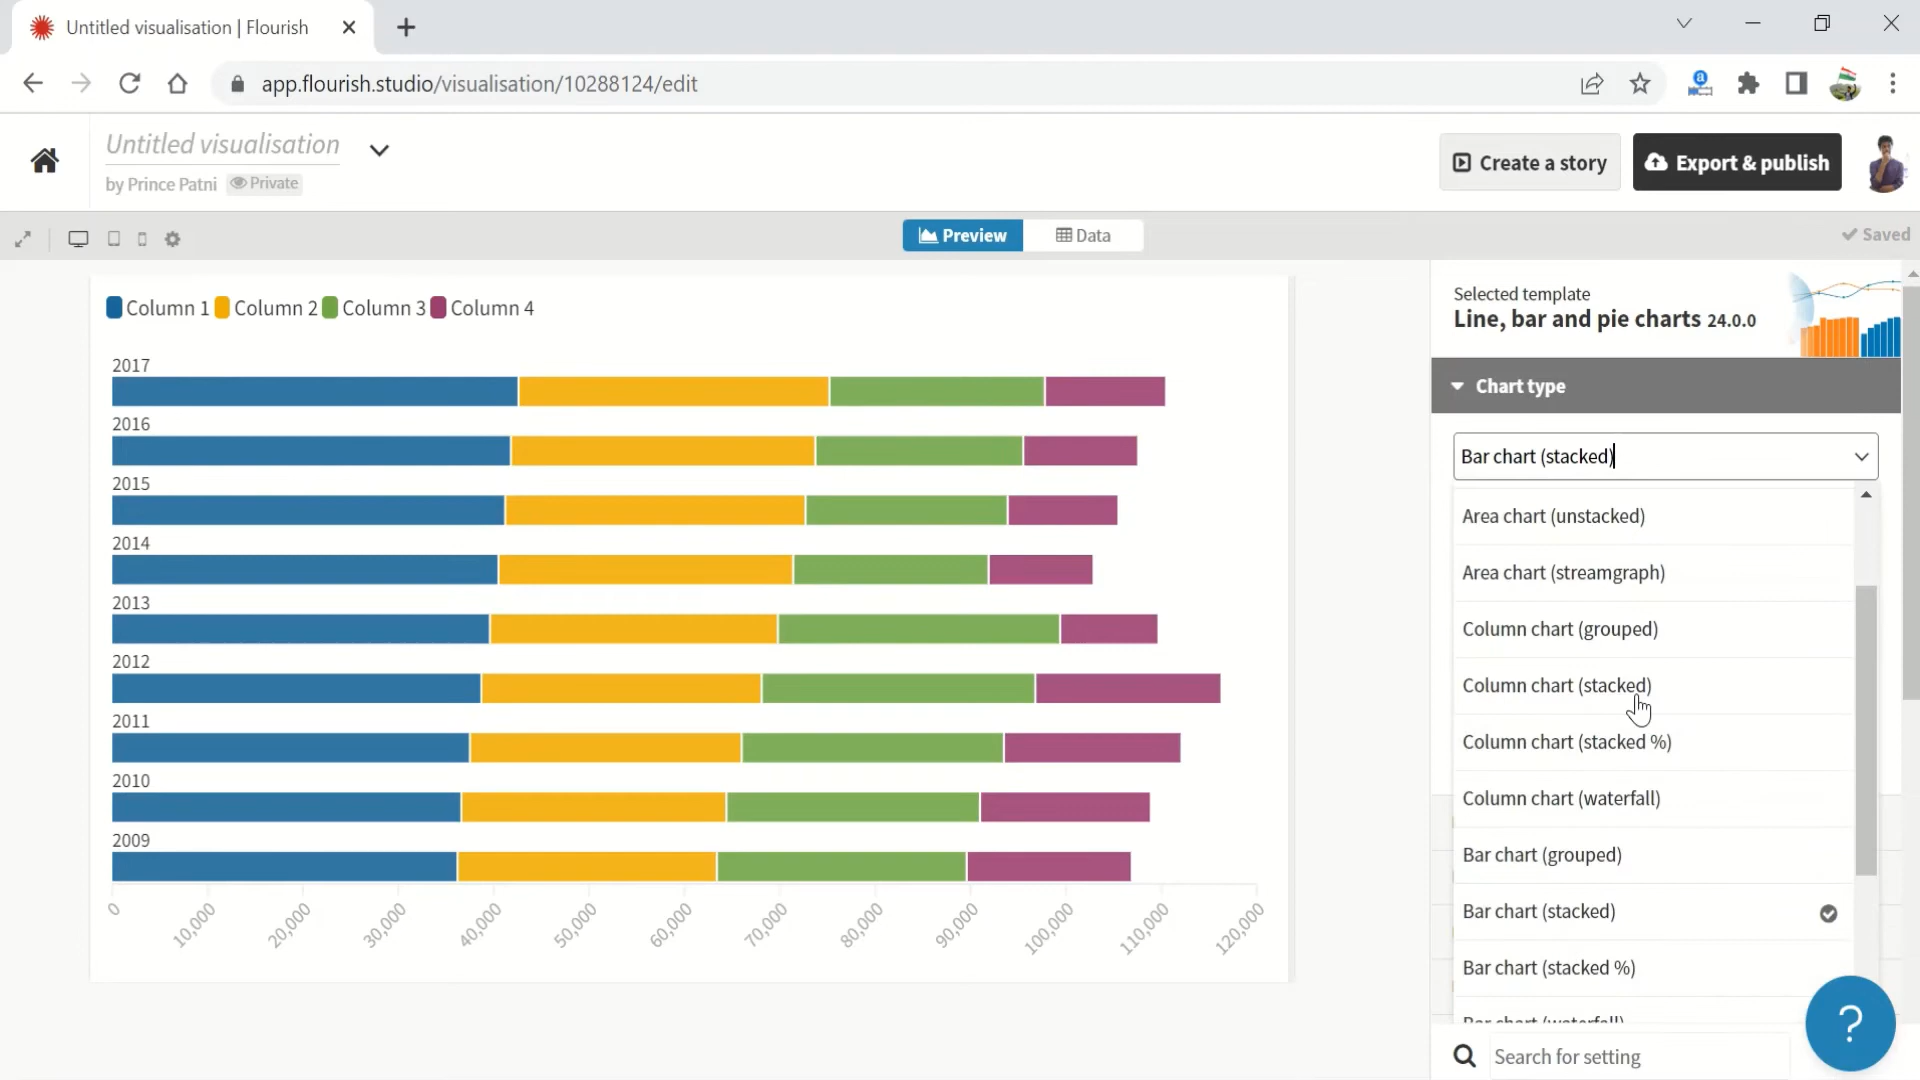 Untitled visualisation | Flourish
app.flourish.studio/visualisation/10288124/edit
a
Untitled visualisation
by Prince Patni Private
Create a story
Export & publish
Preview
Data
Saved
Column 1 Column 2 Column 3 Column 4
2017
2016
2015
2014
2013
2012
2011
2010
2009
0 10,000 20,000 30,000 40,000 50,000 60,000 70,000 80,000 90,000 100,000 110,000 120,000
Selected template
Line, bar and pie charts 24.0.0
Chart type
Bar chart (stacked)
Area chart (unstacked)
Area chart (streamgraph)
Column chart (grouped)
Column chart (stacked)
Column chart (stacked %)
Column chart (waterfall)
Bar chart (grouped)
Bar chart (stacked)
Bar chart (stacked %)
Bar chart (waterfall)
Search for setting
?